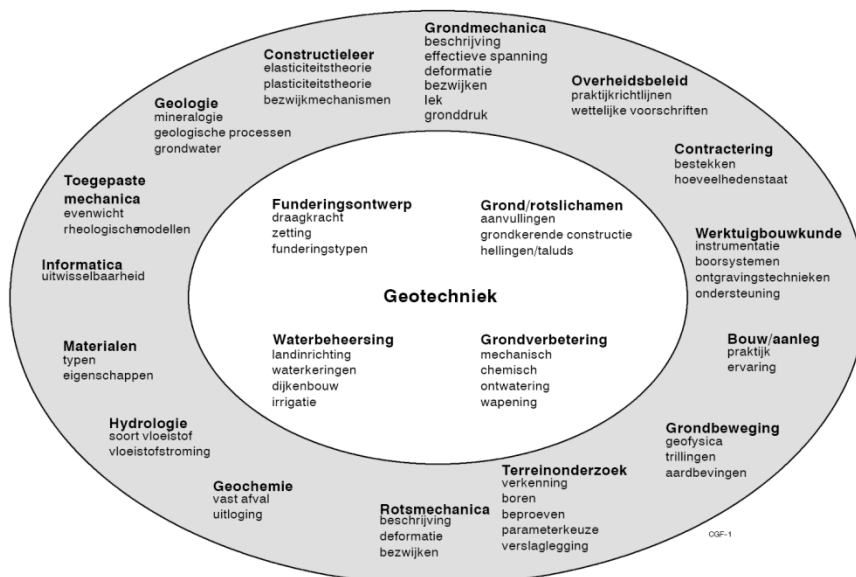 Grondmechanica
beschrijving
effectieve spanning
deformatie
bezwijken
lek
gronddruk
Constructieleer
elasticiteitstheorie
plasticiteitstheorie
bezwijkmechanismen
Overheidsbeleid
praktijkrichtlijnen
wettelijke voorschriften
Geologie
mineralogie
geologische processen
grondwater
Contractering
bestekken
hoeveelhedenstaat
Toegepaste
mechanica
evenwicht
rheologische modellen
Funderingsontwerp
draagkracht
zetting
funderingstypen
Grond/rotslichamen
aanvullingen
grondkerende constructie
hellingen/taluds
Werktuigbouwkunde
instrumentatie
boorsystemen
ontgravingstechnieken
ondersteuning
Informatica
uitwisselbaarheid
Geotechniek
Materialen
typen
eigenschappen
Waterbeheersing
landinrichting
waterkeringen
dijkenbouw
irrigatie
Grondverbetering
mechanisch
chemisch
ontwatering
wapening
Bouw/aanleg
praktijk
ervaring
Hydrologie
soort vloeistof
vloeistofstroming
Grondbeweging
geofysica
trillingen
aardbevingen
Geochemie
vast afval
uitloging
Rotsmechanica
beschrijving
deformatie
bezwijken
Terreinonderzoek
verkenning
boren
beproeven
parameterkeuze
verslaglegging
CGF-1